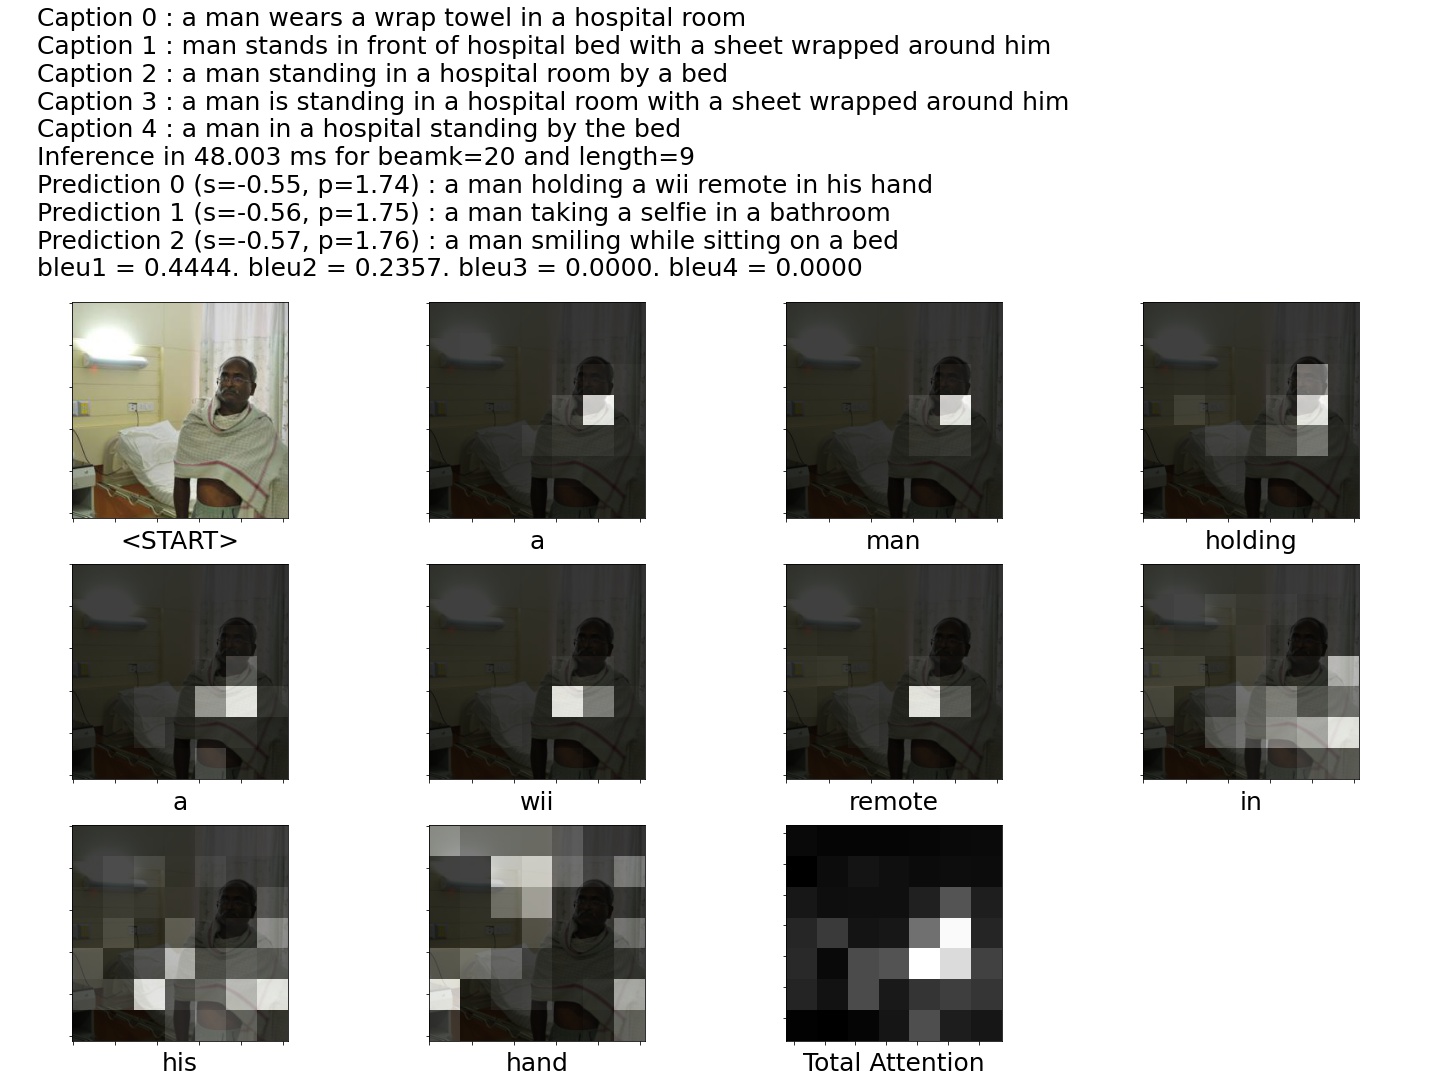 Caption 0 : a man wears a wrap towel in a hospital room
Caption 1 : man stands in front of hospital bed with a sheet wrapped around him
Caption 2 : a man standing in a hospital room by a bed
Caption 3 : a man is standing in a hospital room with a sheet wrapped around him
Caption 4 : a man in a hospital standing by the bed
Inference in 48.003 ms for beamk=20 and length=9
Prediction 0 (s=-0.55, p=1.74) : a man holding a wii remote in his hand
Prediction 1 (s=-0.56, p=1.75) : a man taking a selfie in a bathroom
Prediction 2 (s=-0.57, p=1.76) : a man smiling while sitting on a bed
bleu1 = 0.4444. bleu2 = 0.2357. bleu3 = 0.0000. bleu4 = 0.0000
<START> a man holding
a wii remote in
his hand Total Attention